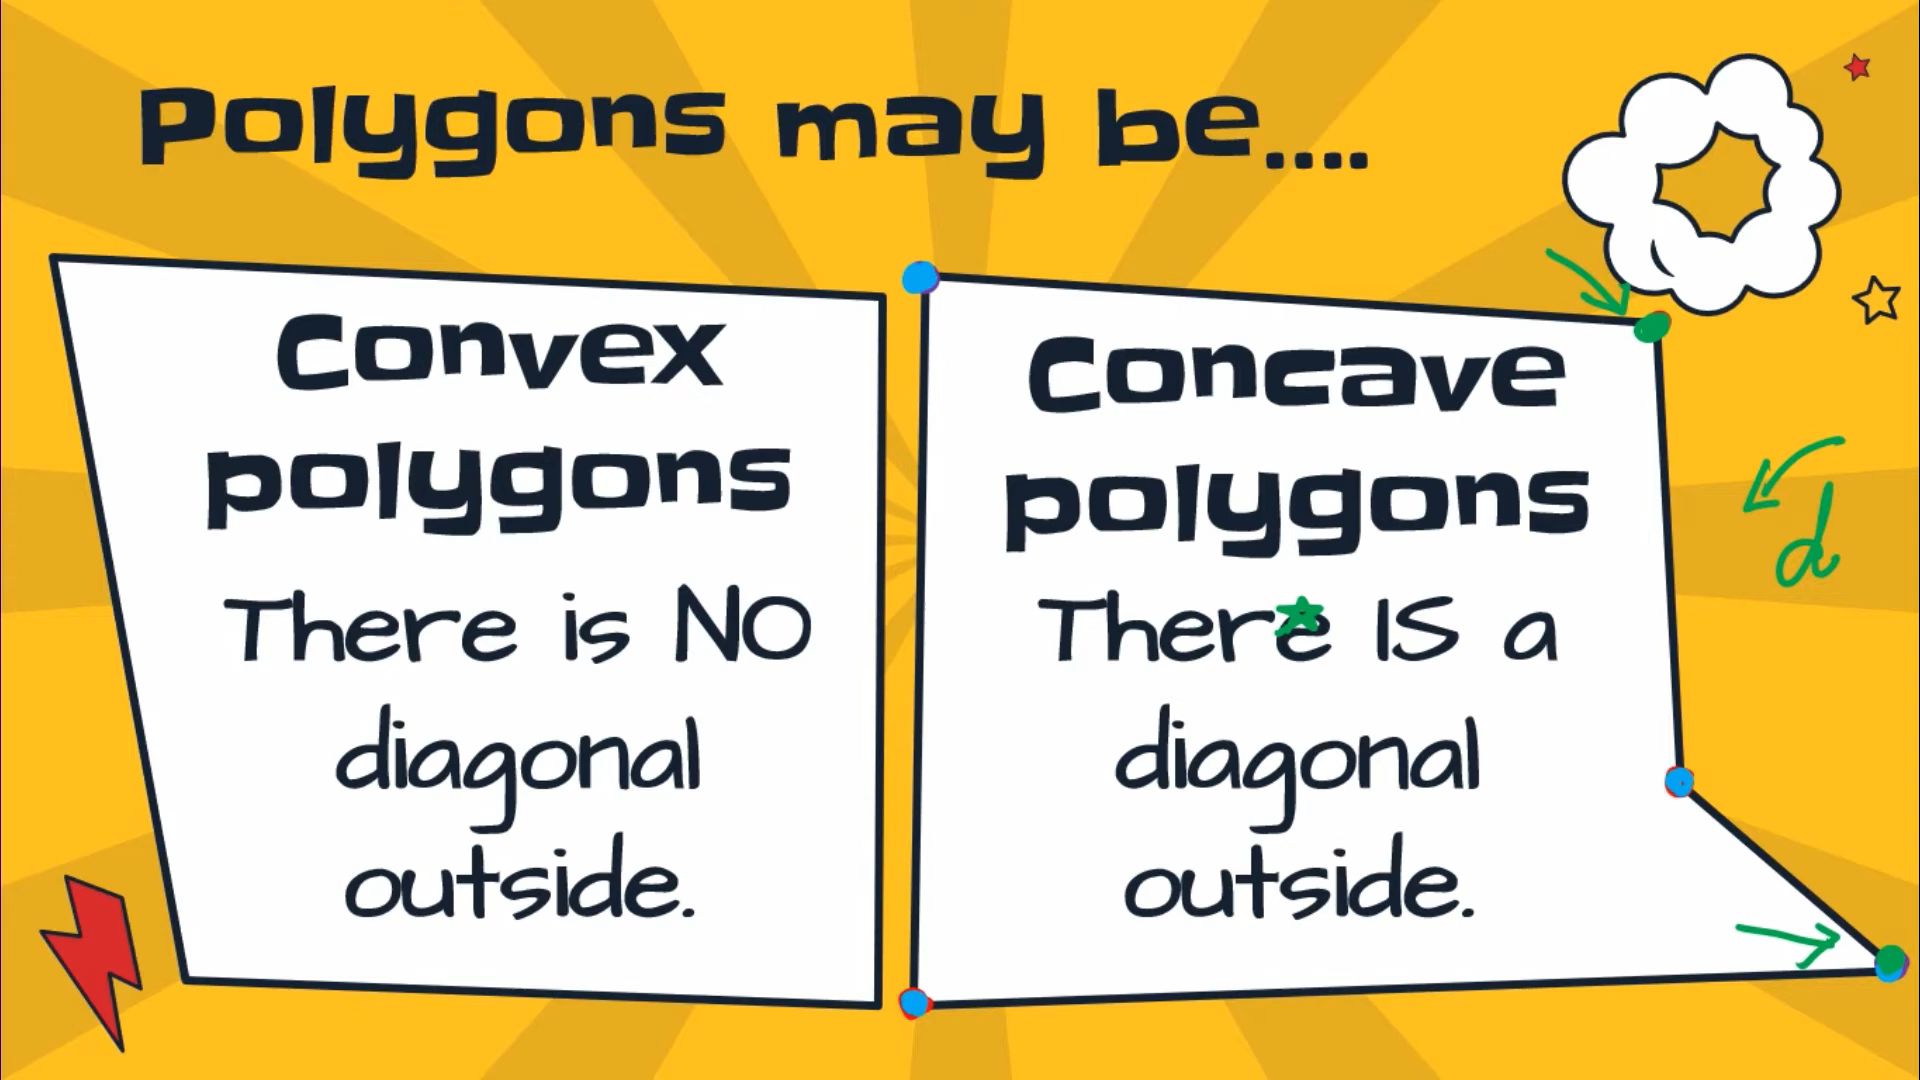 Polygons may be....
Convex
polygons
There is NO
diagonal
outside.
Concave
polygons
There IS a
diagonal
outside.
d